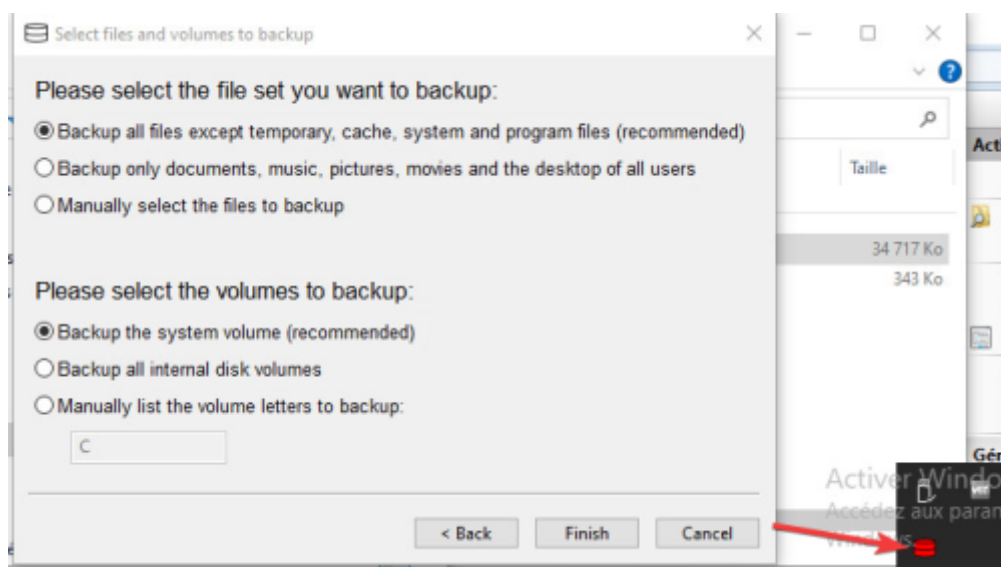 Select files and volumes to backup
Please select the file set you want to backup:
Backup all files except temporary, cache, system and program files (recommended)
Backup only documents, music, pictures, movies and the desktop of all users
Manually select the files to backup
Please select the volumes to backup:
Backup the system volume (recommended)
Backup all internal disk volumes
Manually list the volume letters to backup:
C
< Back
Finish
Cancel
Taille
34 717 Ko
343 Ko
Acti
Gér
Activer Windo
Accédez aux param
Windows.